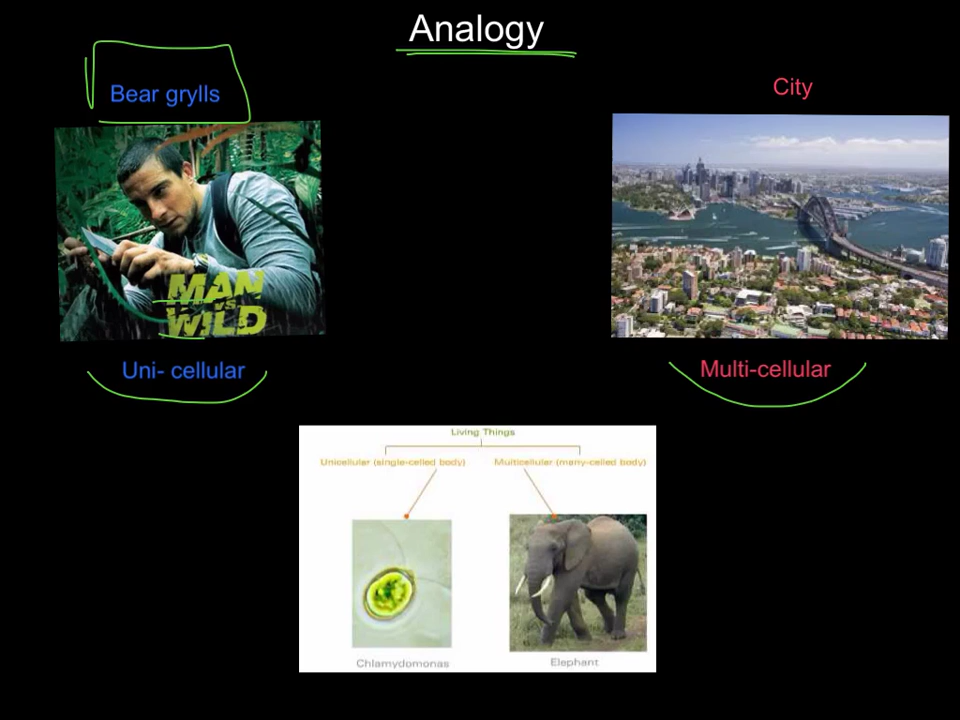 Analogy
Bear grylls
City
MAN
VS.
WILD
Uni- cellular
Multi-cellular
Living Things
Unicellular (single-celled body)
Multicellular (many-celled body)
Chlamydomonas
Elephant